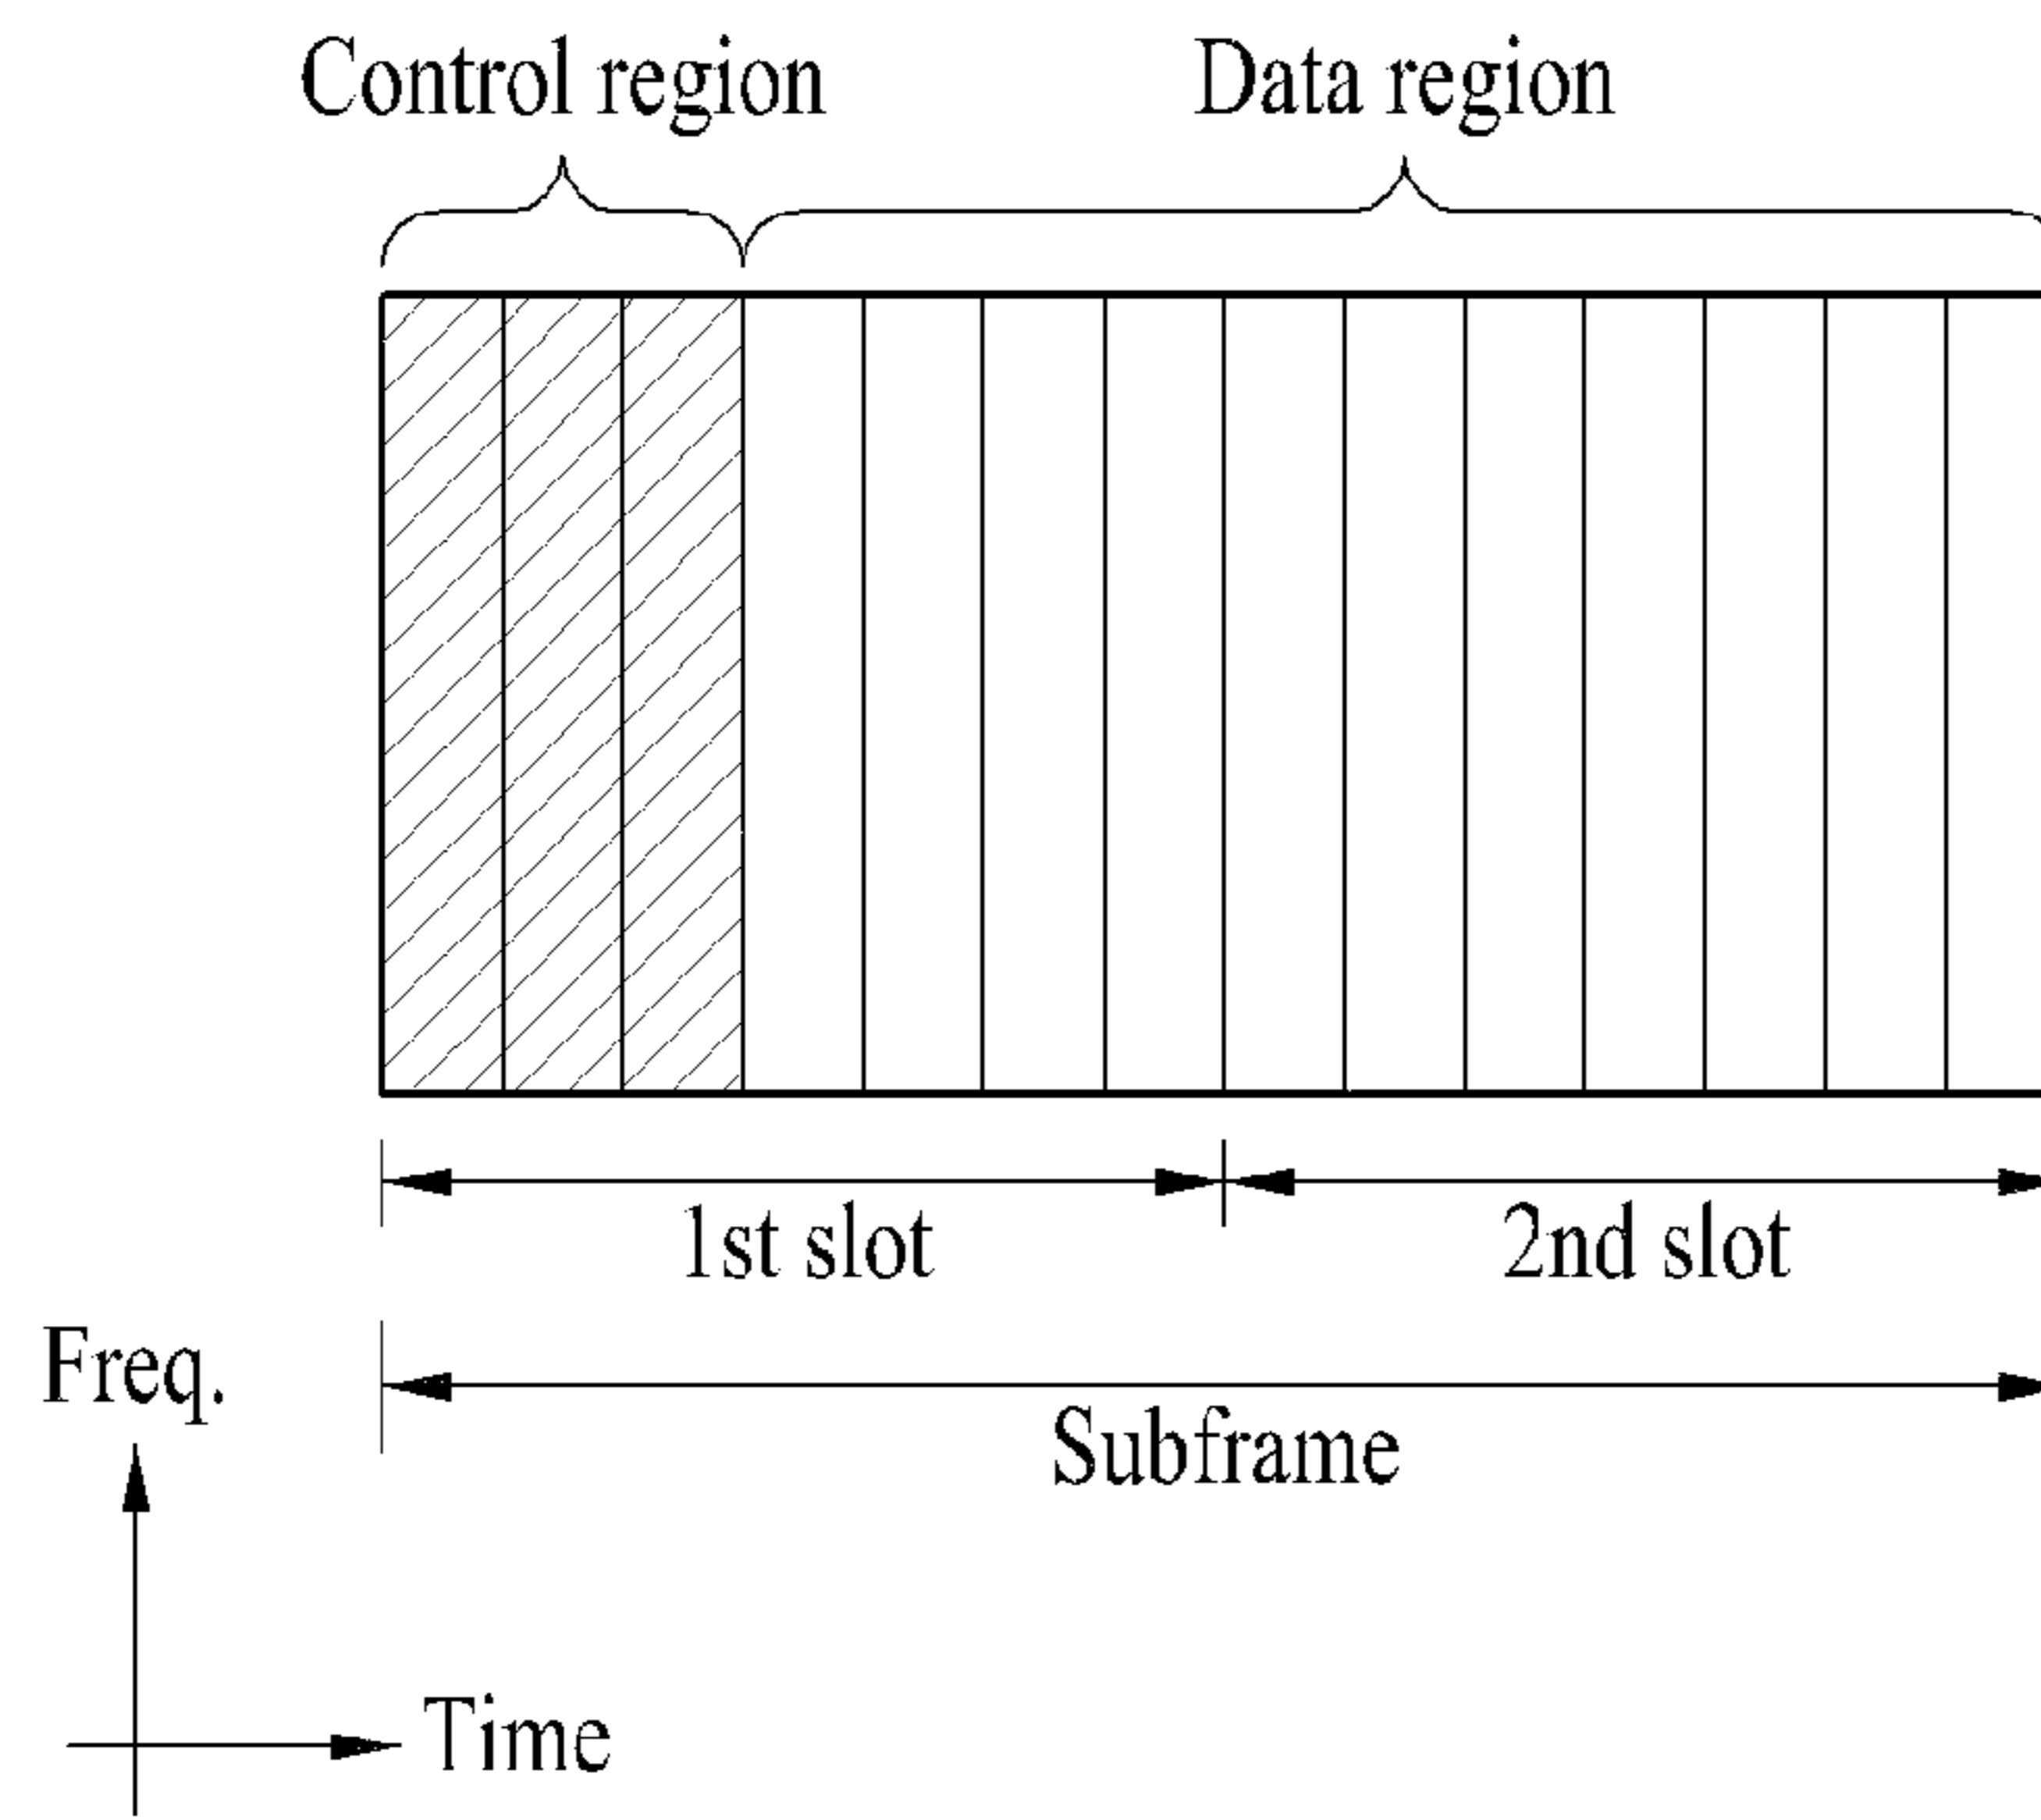 Control region
Data region
1st slot
2nd slot
Freq.
Subframe
Time